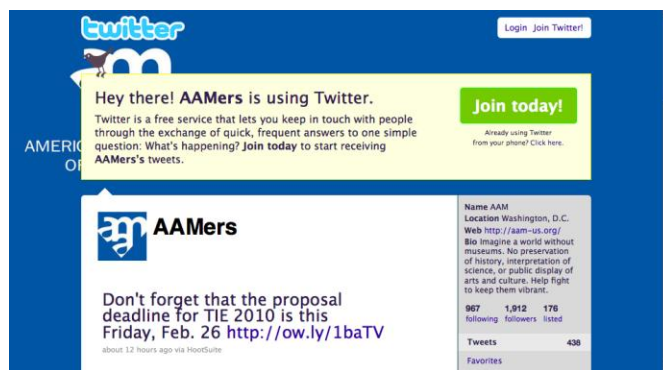 twitter
Login Join Twitter!
Hey there! AAMers is using Twitter.
Twitter is a free service that lets you keep in touch with people
through the exchange of quick, frequent answers to one simple
question: What's happening? Join today to start receiving
AAMers's tweets.
Join today!
Already using Twitter
from your phone? Click here.
AAMers
Don't forget that the proposal
deadline for TIE 2010 is this
Friday, Feb. 26 http://ow.ly/1baTV
about 12 hours ago via HootSuite
Name AAM
Location Washington, D.C.
Web http://aam-us.org/
Bio Imagine a world without
museums. No preservation
of history, interpretation of
science, or public display of
arts and culture. Help fight
to keep them vibrant.
967 1,912 176
following followers listed
Tweets 438
Favorites